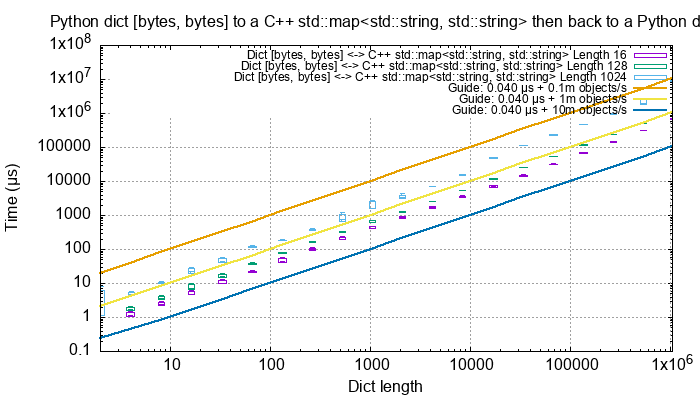 Python dict [bytes, bytes] to a C++ std::map<std::string, std::string> then back to a Python d
Dict [bytes, bytes] <-> C++ std::map<std::string, std::string> Length 16
Dict [bytes, bytes] <-> C++ std::map<std::string, std::string> Length 128
Dict [bytes, bytes] <-> C++ std::map<std::string, std::string> Length 1024
Guide: 0.040 µs + 0.1m objects/s
Guide: 0.040 µs + 1m objects/s
Guide: 0.040 µs + 10m objects/s
Time (µs)
1x10⁸
1x10⁷
1x10⁶
100000
10000
1000
100
10
1
0.1
10 100 1000 10000 100000 1x10⁶
Dict length